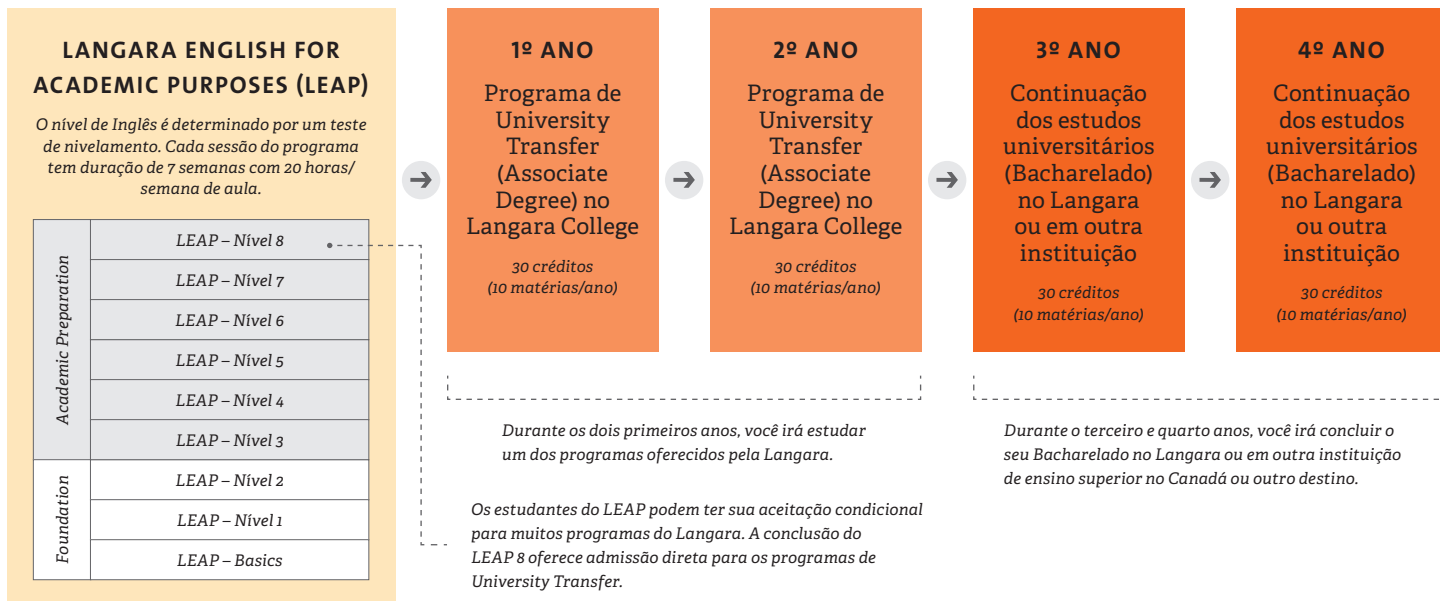 LANGARA ENGLISH FOR
ACADEMIC PURPOSES (LEAP)
O nível de Inglês é determinado por um teste
de nivelamento. Cada sessão do programa
tem duração de 7 semanas com 20 horas/
semana de aula.
Academic Preparation
LEAP – Nível 8
LEAP – Nível 7
LEAP – Nível 6
LEAP – Nível 5
LEAP – Nível 4
LEAP – Nível 3
Foundation
LEAP – Nível 2
LEAP – Nível 1
LEAP – Basics
1º ANO
Programa de
University
Transfer
(Associate
Degree) no
Langara College
30 créditos
(10 matérias/ano)
2º ANO
Programa de
University
Transfer
(Associate
Degree) no
Langara College
30 créditos
(10 matérias/ano)
3º ANO
Continuação
dos estudos
universitários
(Bacharelado)
no Langara
ou em outra
instituição
30 créditos
(10 matérias/ano)
4º ANO
Continuação
dos estudos
universitários
(Bacharelado)
no Langara
ou outra
instituição
30 créditos
(10 matérias/ano)
Durante os dois primeiros anos, você irá estudar
um dos programas oferecidos pela Langara.
Os estudantes do LEAP podem ter sua aceitação condicional
para muitos programas do Langara. A conclusão do
LEAP 8 oferece admissão direta para os programas de
University Transfer.
Durante o terceiro e quarto anos, você irá concluir o
seu Bacharelado no Langara ou em outra instituição
de ensino superior no Canadá ou outro destino.